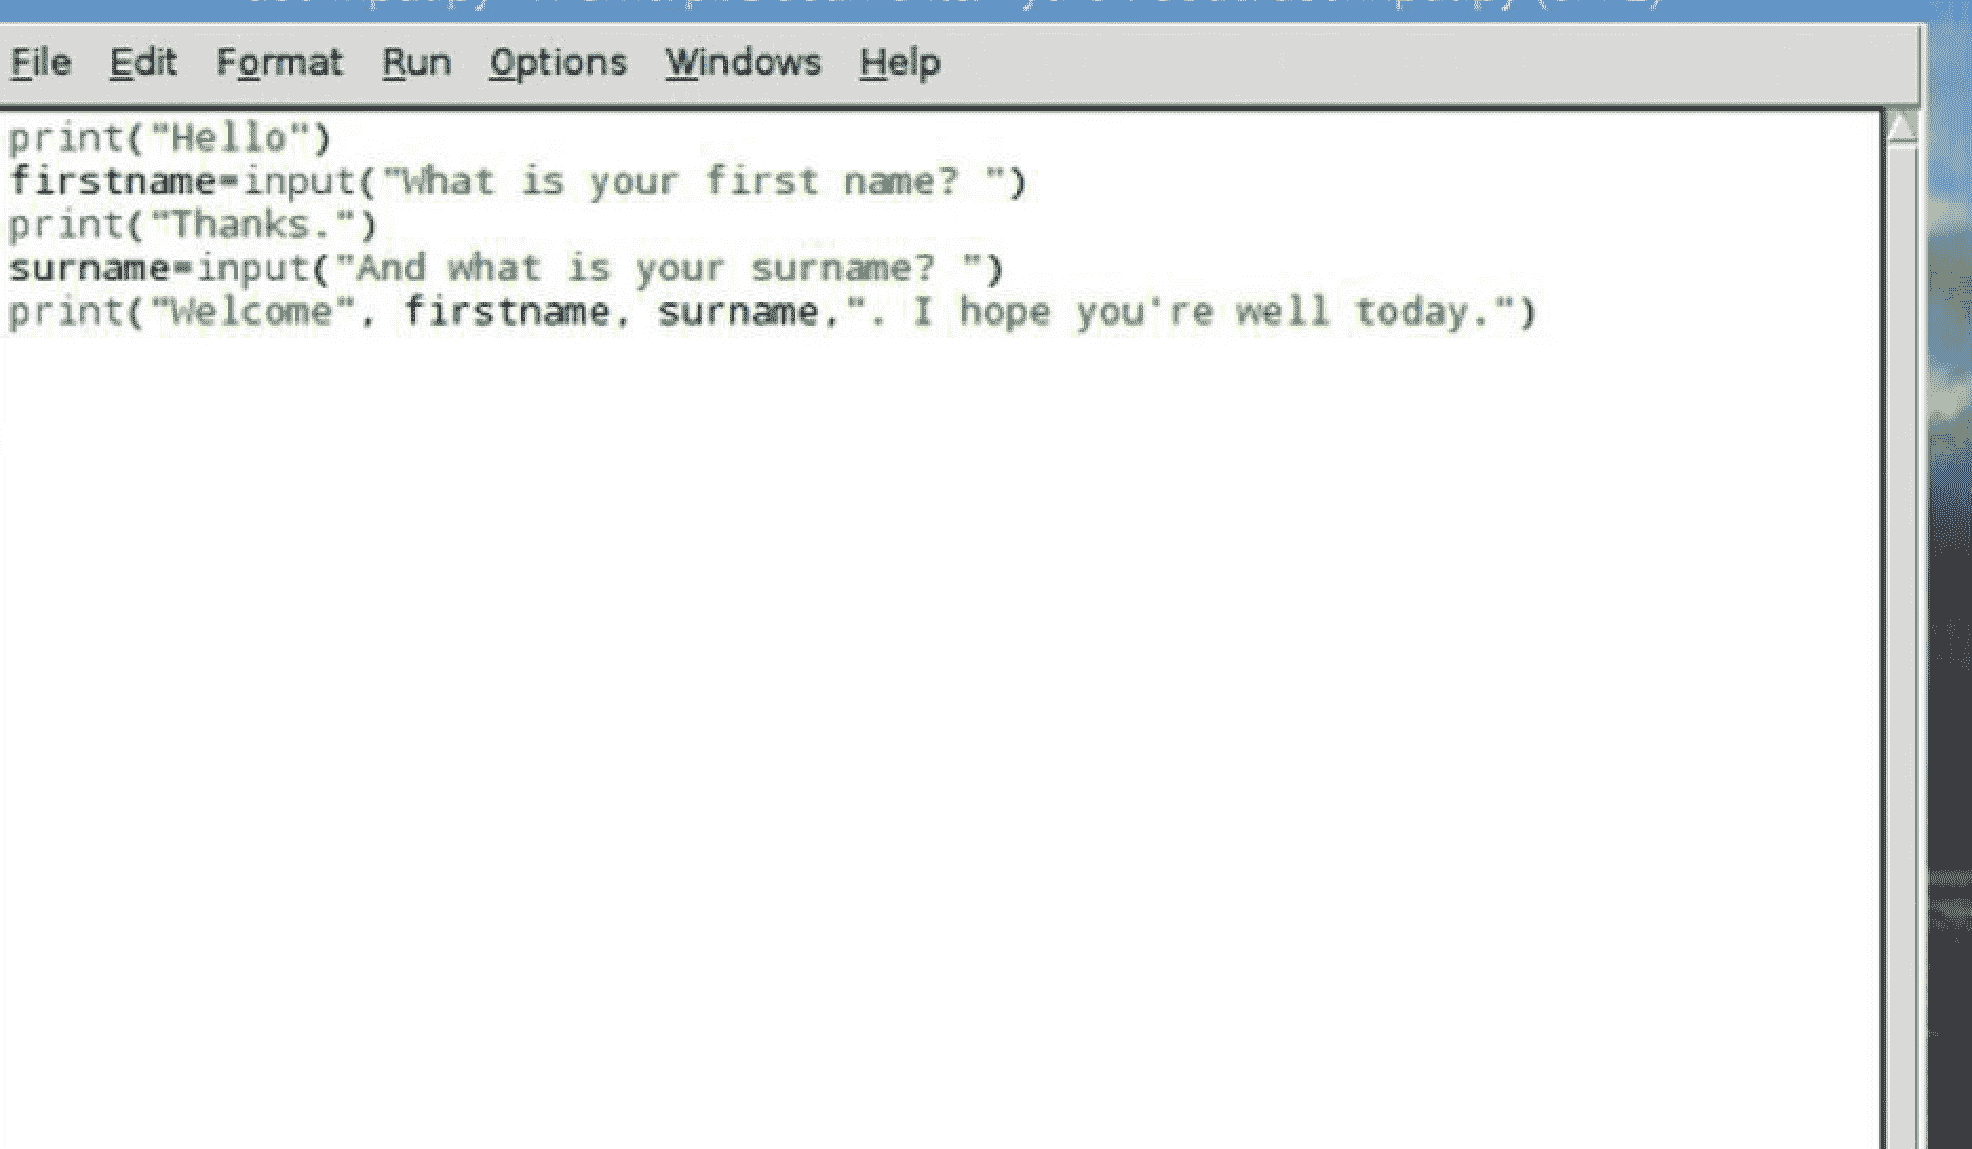 File Edit Format Run Options Windows Help
print("Hello")
firstname=input("What is your first name? ")
print("Thanks.")
surname=input("And what is your surname? ")
print("Welcome", firstname, surname,". I hope you're well today.")